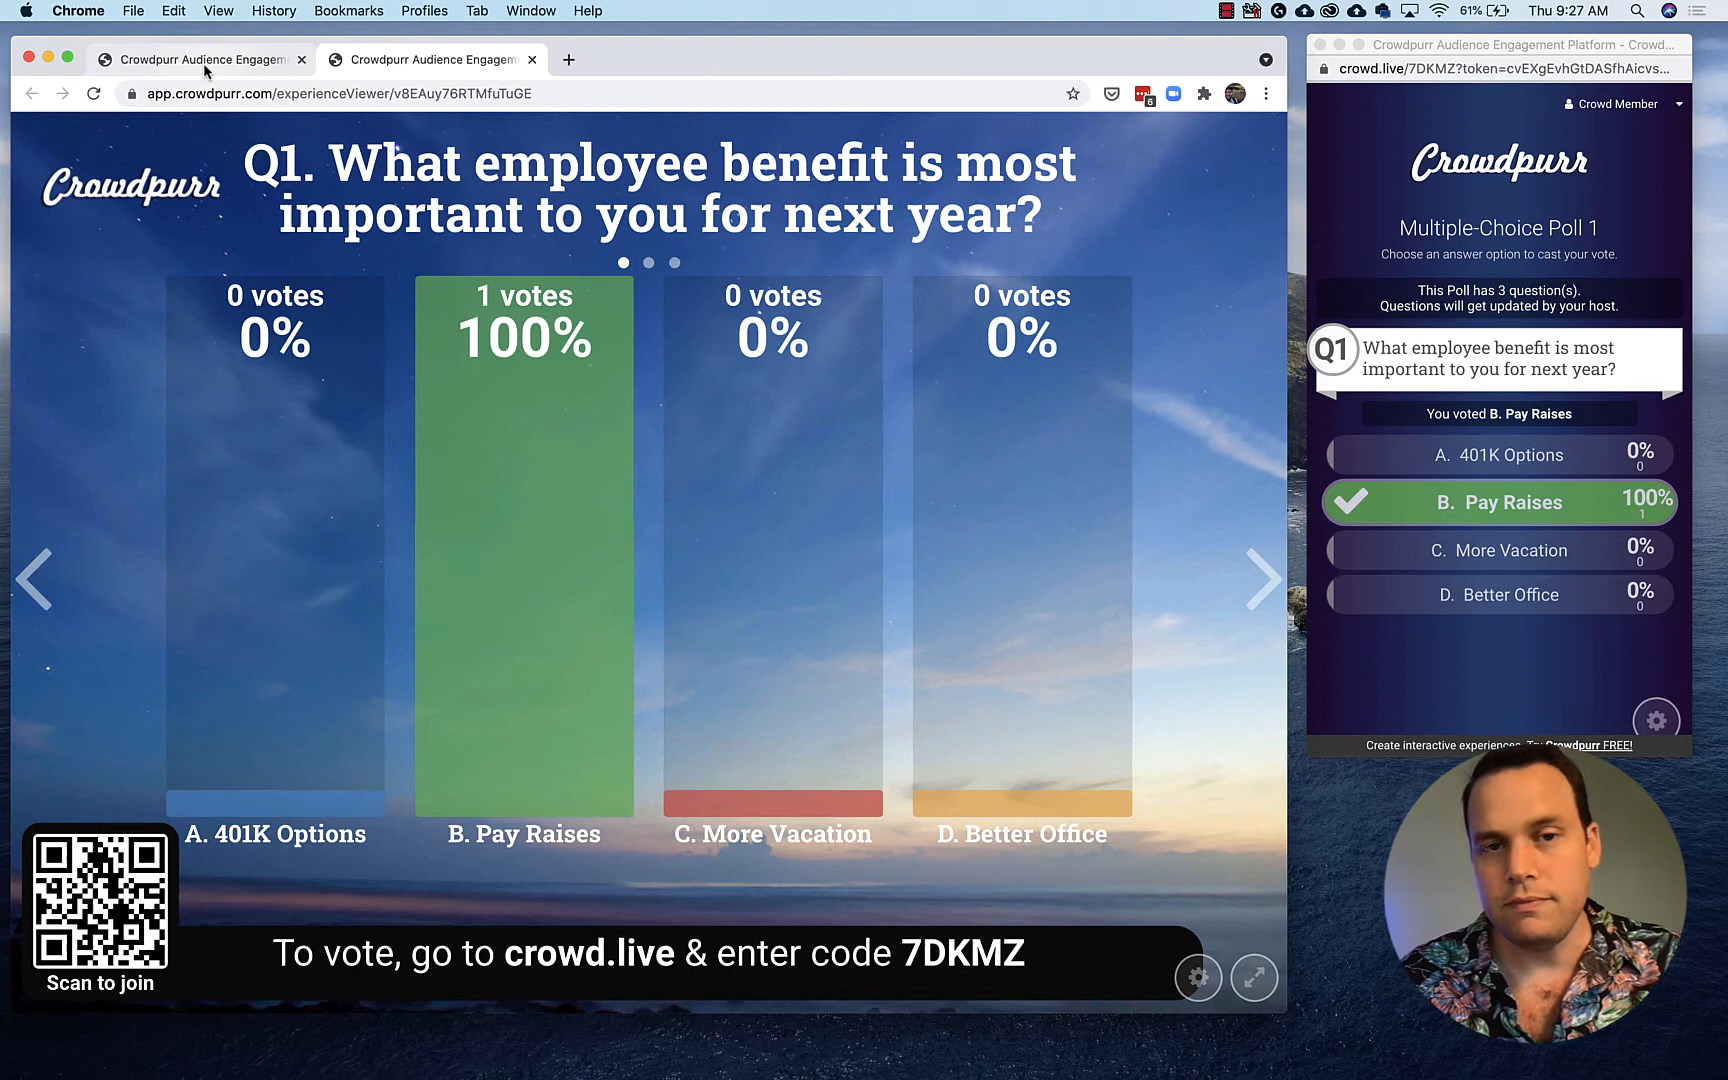 Chrome File Edit View History Bookmarks Profiles Tab Window Help
61% Thu 9:27 AM
Crowdpurr Audience Engagem
Crowdpurr Audience Engagem
app.crowdpurr.com/experienceViewer/v8EAuy76RTMfuTuGE
6
Crowdpurr
Q1. What employee benefit is most
important to you for next year?
0 votes
0%
1 votes
100%
0 votes
0%
0 votes
0%
A. 401K Options
B. Pay Raises
C. More Vacation
D. Better Office
Scan to join
To vote, go to crowd.live & enter code 7DKMZ
Crowdpurr Audience Engagement Platform - Crowd...
crowd.live/7DKMZ?token=cvEXgEvhGtDASfhAicvs...
Crowd Member
Crowdpurr
Multiple-Choice Poll 1
Choose an answer option to cast your vote.
This Poll has 3 question(s).
Questions will get updated by your host.
Q1
What employee benefit is most
important to you for next year?
You voted B. Pay Raises
A. 401K Options 0%
0
B. Pay Raises 100%
1
C. More Vacation 0%
0
D. Better Office 0%
0
Create interactive experiences. Try Crowdpurr FREE!